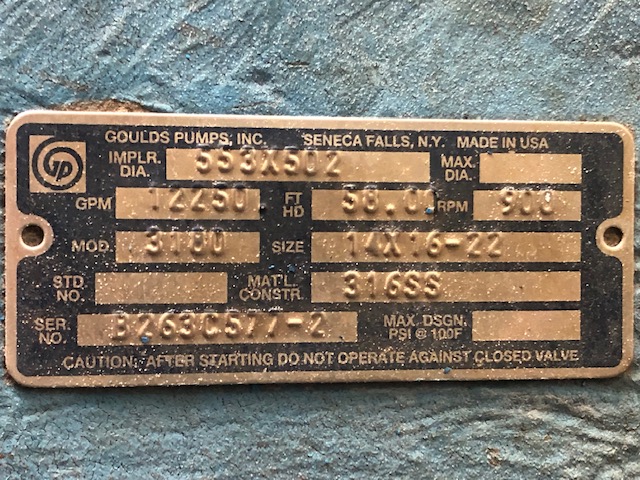 GOULDS PUMPS, INC. SENECA FALLS, N.Y. MADE IN USA
IMPLR. DIA. 553X502 MAX. DIA.
GPM 12250 FT HD 58.00 RPM 900
MOD. 3180 SIZE 14X16-22
STD. NO. MAT'L. CONSTR. 316SS
SER. NO. B263C577-2 MAX. DSGN. PSI @ 100F
CAUTION: AFTER STARTING DO NOT OPERATE AGAINST CLOSED VALVE